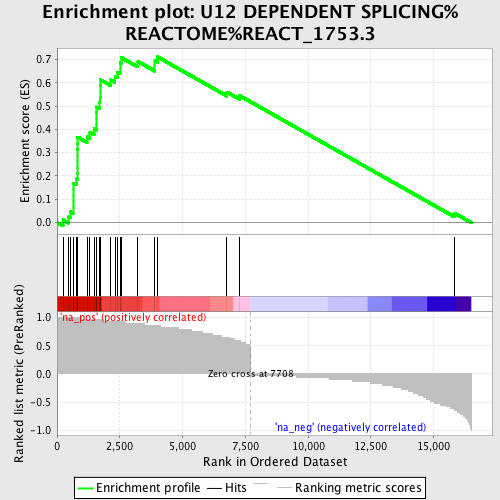 Enrichment plot: U12 DEPENDENT SPLICING%
REACTOME%REACT_1753.3
Enrichment score (ES)
0.7
0.6
0.5
0.4
0.3
0.2
0.1
0.0
Ranked list metric (PreRanked)
1.0
0.5
0.0
-0.5
-1.0
'na_pos' (positively correlated)
Zero cross at 7708
'na_neg' (negatively correlated)
0
2,500
5,000
7,500
10,000
12,500
15,000
Rank in Ordered Dataset
Enrichment profile
Hits
Ranking metric scores